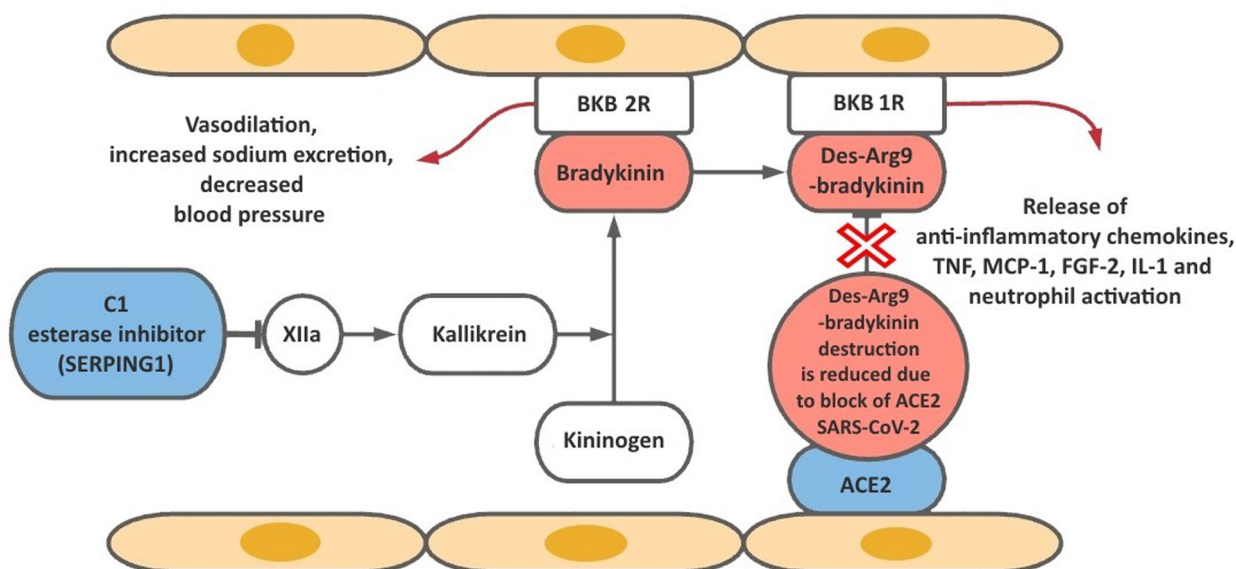 BKB 2R
BKB 1R
Vasodilation,
increased sodium excretion,
decreased
blood pressure
Bradykinin
Des-Arg9
-bradykinin
Release of
anti-inflammatory chemokines,
TNF, MCP-1, FGF-2, IL-1 and
neutrophil activation
C1
esterase inhibitor
(SERPING1)
XIIa
Kallikrein
Kininogen
Des-Arg9
-bradykinin
destruction
is reduced due
to block of ACE2
SARS-CoV-2
ACE2